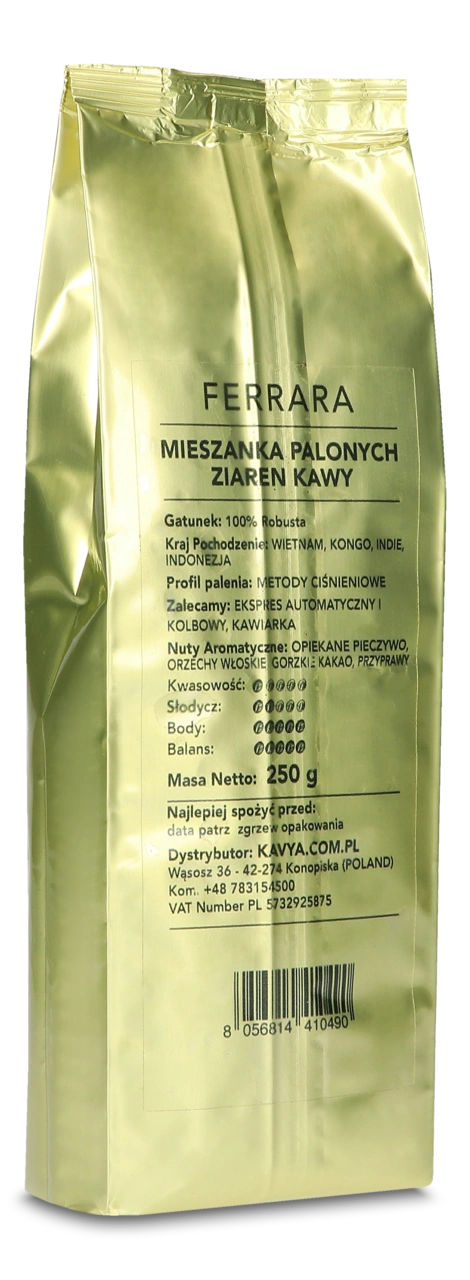 FERRARA
MIESZANKA PALONYCH
ZIAREN KAWY
Gatunek: 100% Robusta
Kraj Pochodzenie: WIETNAM, KONGO, INDIE,
INDONEZJA
Profil palenia: METODY CIŚNIENIOWE
Zalecamy: EKSPRES AUTOMATYCZNY I
KOLBOWY, KAWIARKA
Nuty Aromatyczne: OPIEKANE PIECZYWO,
ORZECHY WŁOSKIE, GORZKIE KAKAO, PRZYPRAWY
Kwasowość:
Słodycz:
Body:
Balans:
Masa Netto: 250 g
Najlepiej spożyć przed:
data patrz zgrzew opakowania
Dystrybutor: KAVYA.COM.PL
Wąsosz 36 - 42-274 Konopiska (POLAND)
Kom. +48 783154500
VAT Number PL 5732925875
8 056814 410490